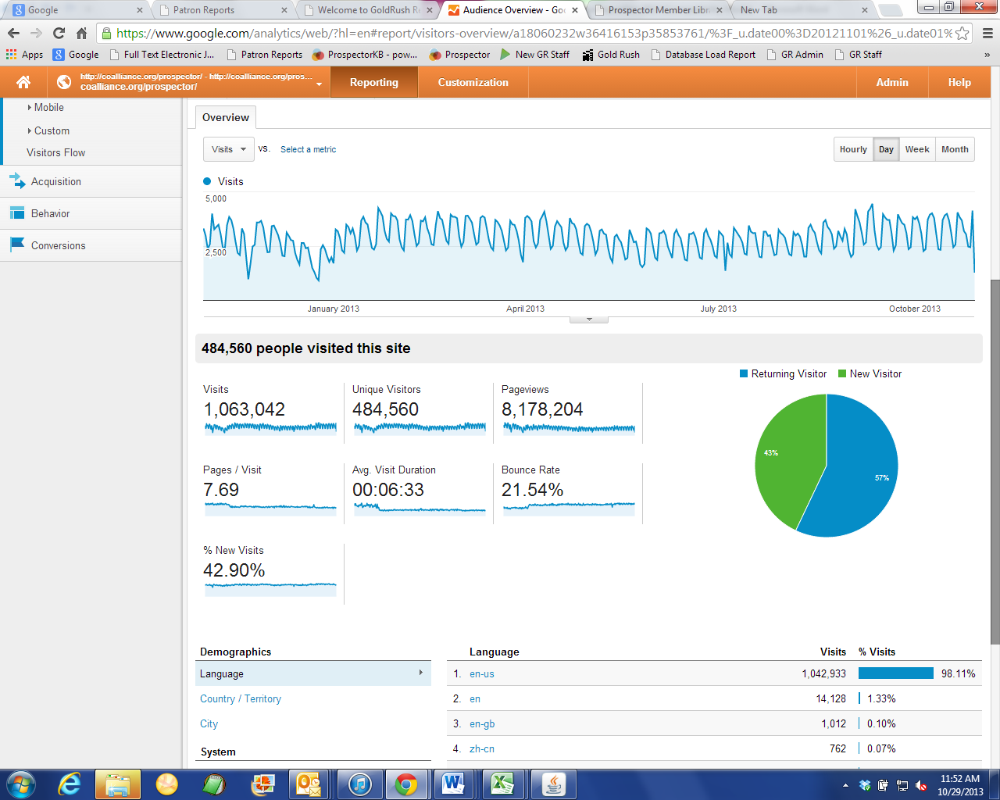 Google
Patron Reports
Welcome to GoldRush Re
Audience Overview - Goo
Prospector Member Libra
New Tab
https://www.google.com/analytics/web/?hl=en#report/visitors-overview/a18060232w36416153p35853761/%3F_u.date00%3D20121101%26_u.date01%
Apps
Google
Full Text Electronic J...
Patron Reports
ProspectorKB - pow...
Prospector
New GR Staff
Gold Rush
Database Load Report
GR Admin
GR Staff
»
http://coalliance.org/prospector/ - http://coalliance.org/pros...
coalliance.org/prospector/
Reporting
Customization
Admin
Help
Mobile
Custom
Visitors Flow
Acquisition
Behavior
Conversions
Overview
Visits
vs.
Select a metric
Hourly
Day
Week
Month
Visits
5,000
2,500
January 2013
April 2013
July 2013
October 2013
484,560 people visited this site
Visits
1,063,042
Unique Visitors
484,560
Pageviews
8,178,204
Pages / Visit
7.69
Avg. Visit Duration
00:06:33
Bounce Rate
21.54%
% New Visits
42.90%
Returning Visitor
New Visitor
43%
57%
Demographics
Language
Country / Territory
City
System
Language Visits % Visits
1. en-us 1,042,933 98.11%
2. en 14,128 1.33%
3. en-gb 1,012 0.10%
4. zh-cn 762 0.07%
11:52 AM
10/29/2013